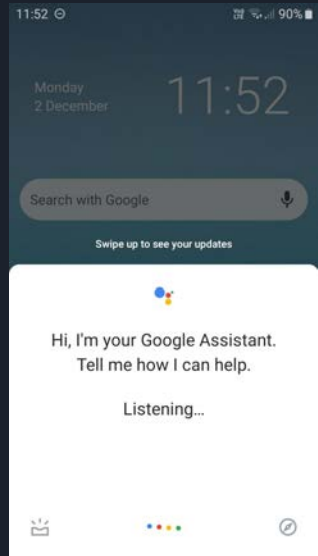 11:52 90%
Monday
2 December
11:52
Search with Google
Swipe up to see your updates
Hi, I'm your Google Assistant.
Tell me how I can help.
Listening...